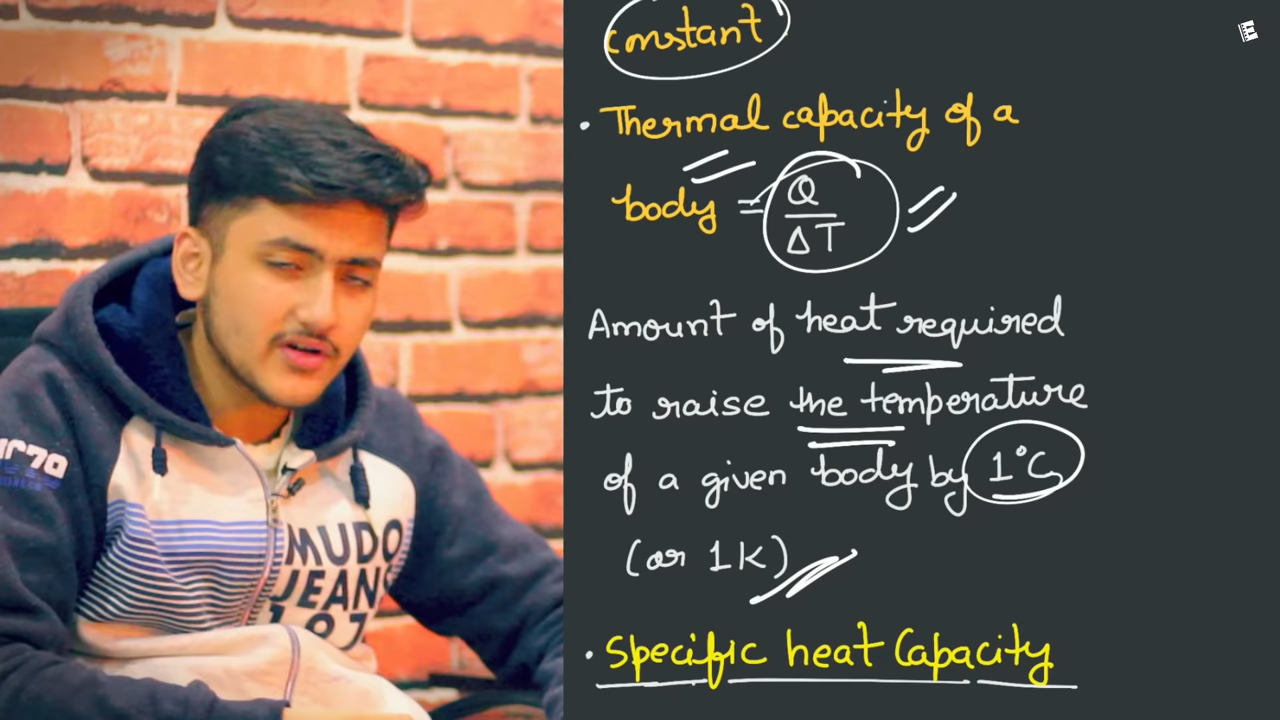 constant
• Thermal capacity of a
body = Q
ΔT
Amount of heat required
to raise the temperature
of a given body by 1°C
(or 1K)
• Specific heat Capacity
MUDO
JEANS
197